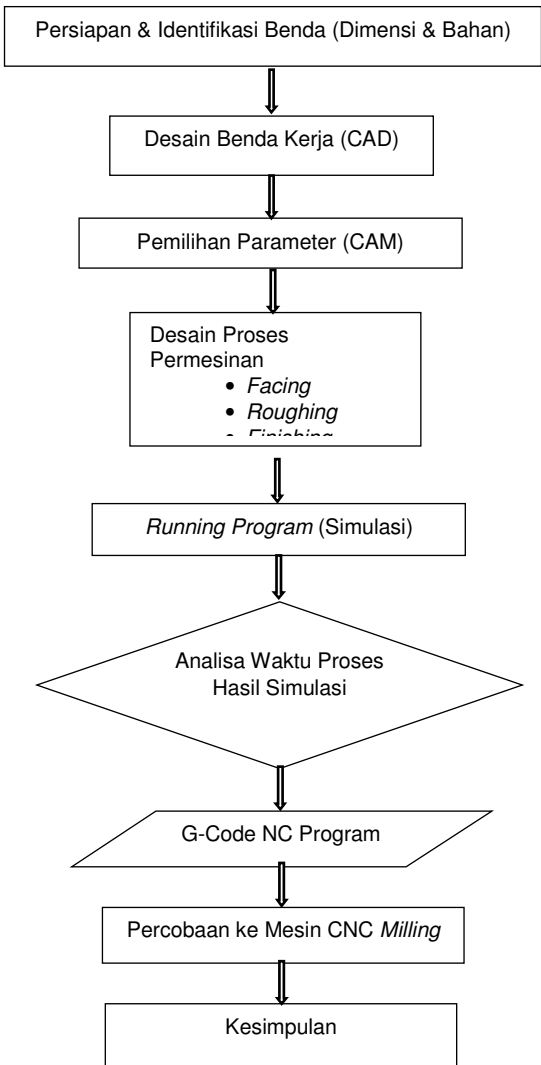 Persiapan & Identifikasi Benda (Dimensi & Bahan)
Desain Benda Kerja (CAD)
Pemilihan Parameter (CAM)
Desain Proses
Permesinan
• Facing
• Roughing
• Finishing
Running Program (Simulasi)
Analisa Waktu Proses
Hasil Simulasi
G-Code NC Program
Percobaan ke Mesin CNC Milling
Kesimpulan